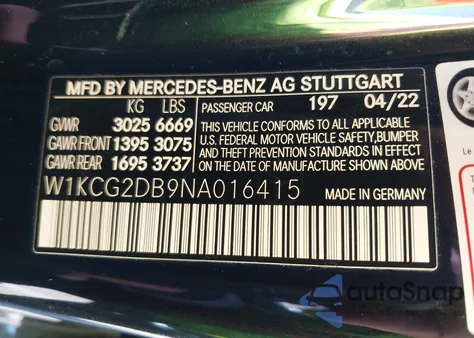 MFD BY MERCEDES-BENZ AG STUTTGART
KG LBS PASSENGER CAR 197 04/22
GVWR 3025 6669
GAWR FRONT 1395 3075
GAWR REAR 1695 3737
THIS VEHICLE CONFORMS TO ALL APPLICABLE
U.S. FEDERAL MOTOR VEHICLE SAFETY, BUMPER
AND THEFT PREVENTION STANDARDS IN EFFECT
ON THE DATE OF MANUFACTURE SHOWN ABOVE
W1KCG2DB9NA016415 MADE IN GERMANY
autoSnap
Le